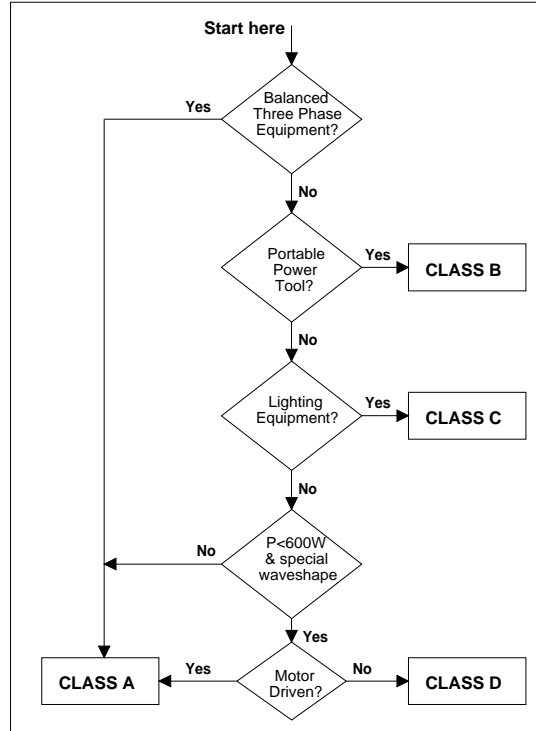 Start here
Balanced
Three Phase
Equipment?
Yes
No
Portable
Power
Tool?
Yes
CLASS B
No
Lighting
Equipment?
Yes
CLASS C
No
P<600W
& special
waveshape
No
Yes
Motor
Driven?
Yes
CLASS A
No
CLASS D